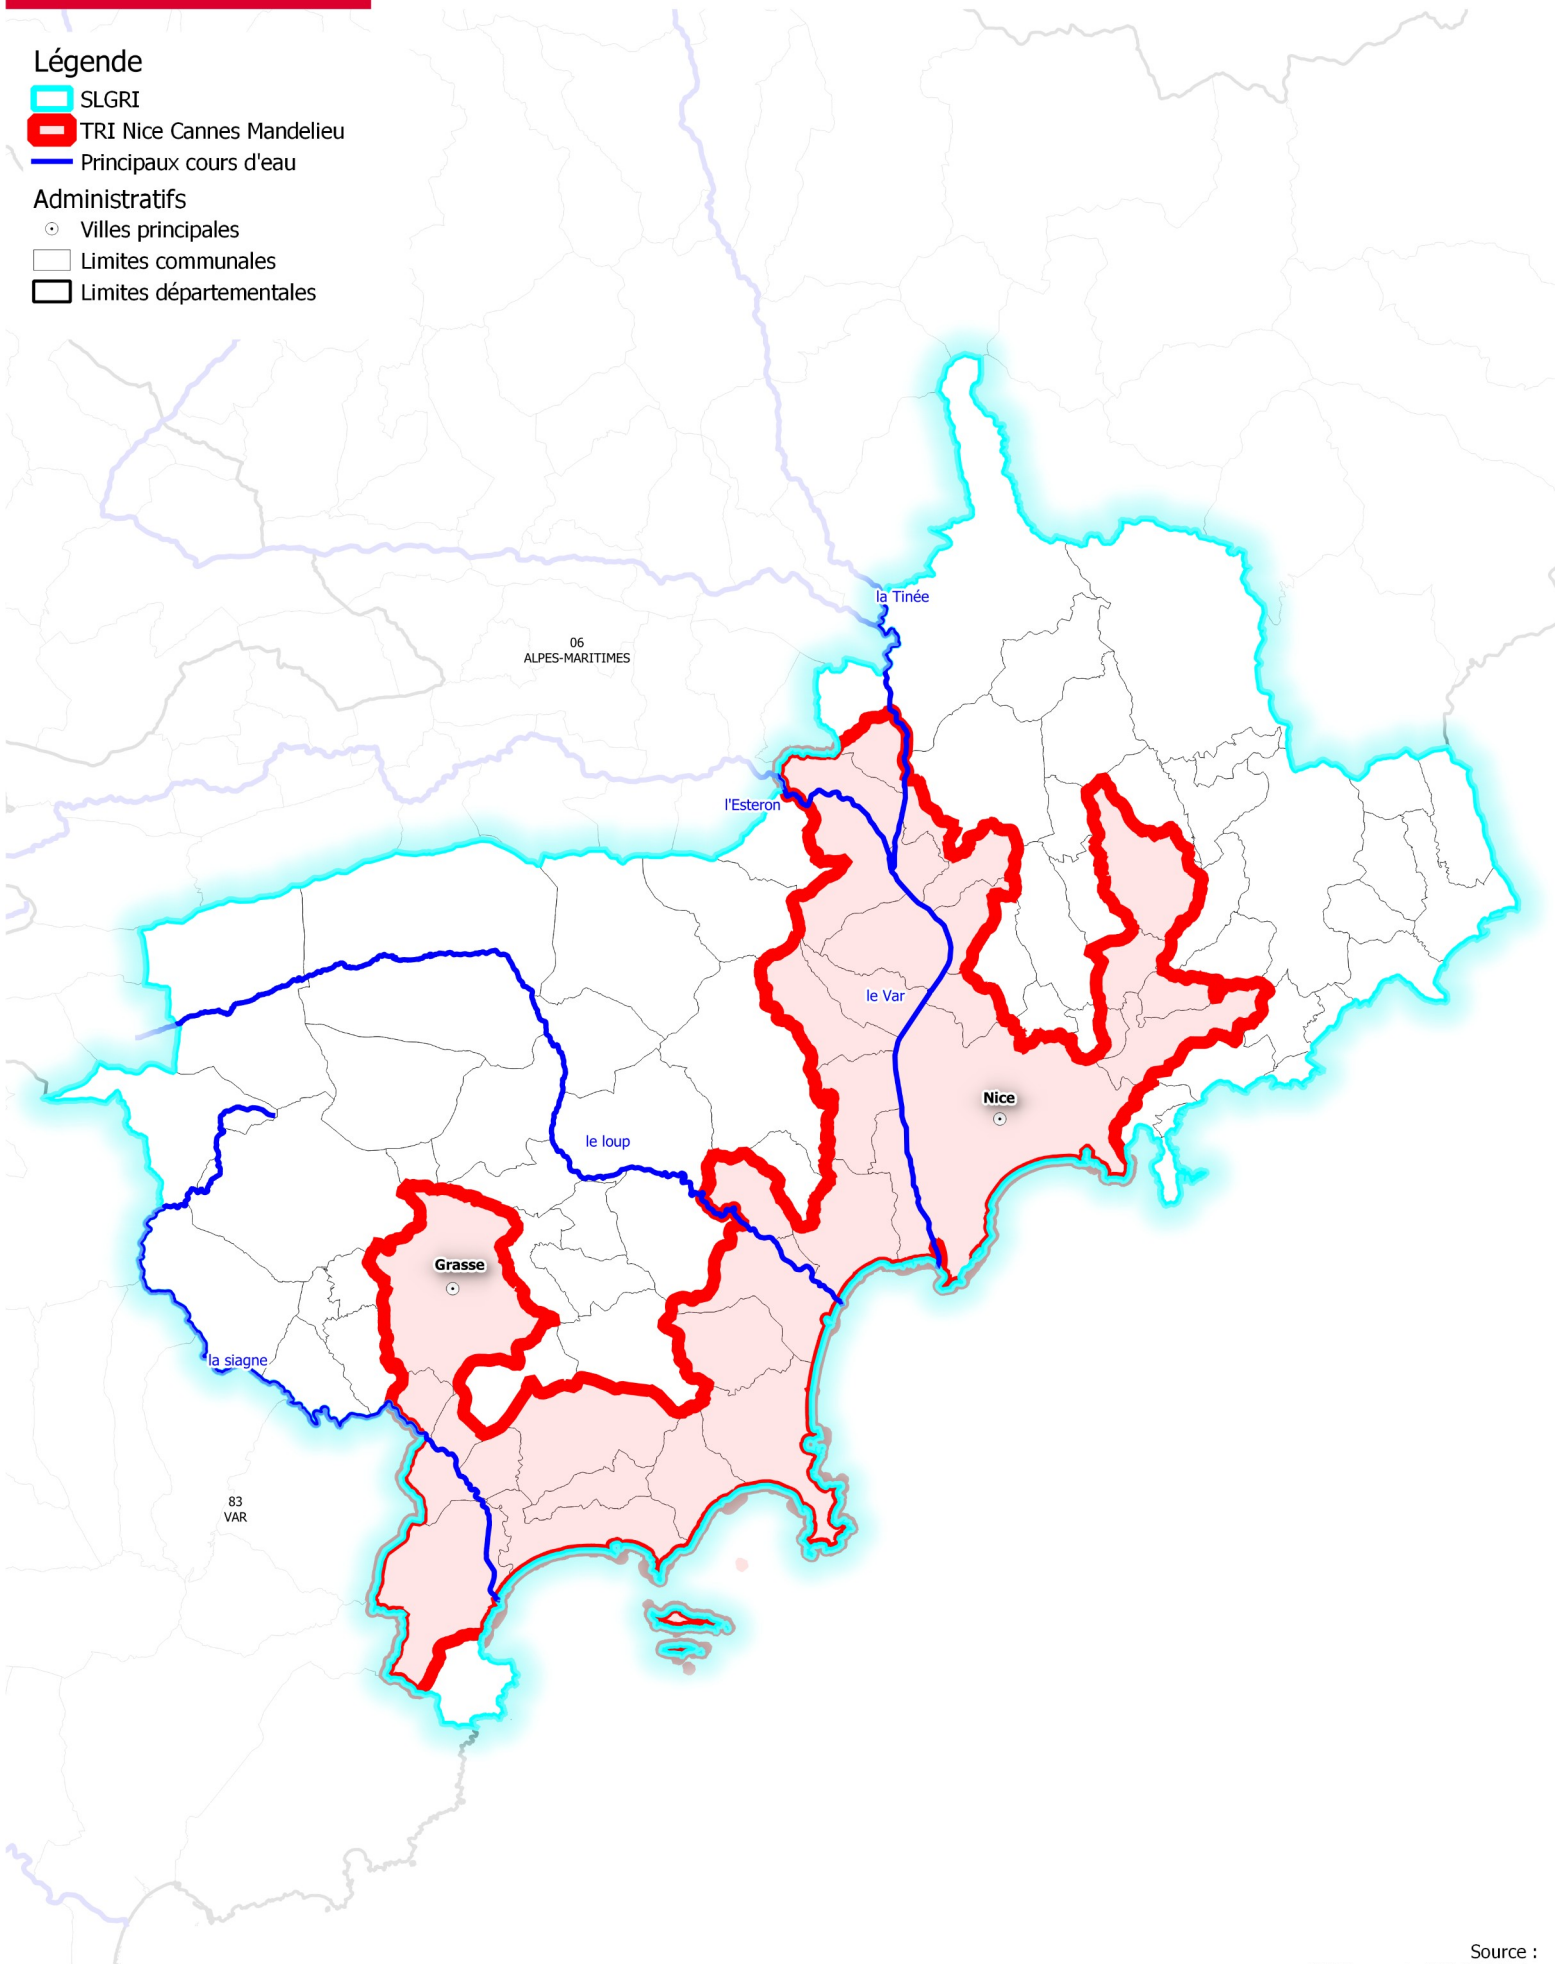 Légende
SLGRI
TRI Nice Cannes Mandelieu
Principaux cours d'eau
Administratifs
Villes principales
Limites communales
Limites départementales
la Tinée
06
ALPES-MARITIMES
l'Esteron
le Var
Nice
le loup
Grasse
la siagne
83
VAR
Source :